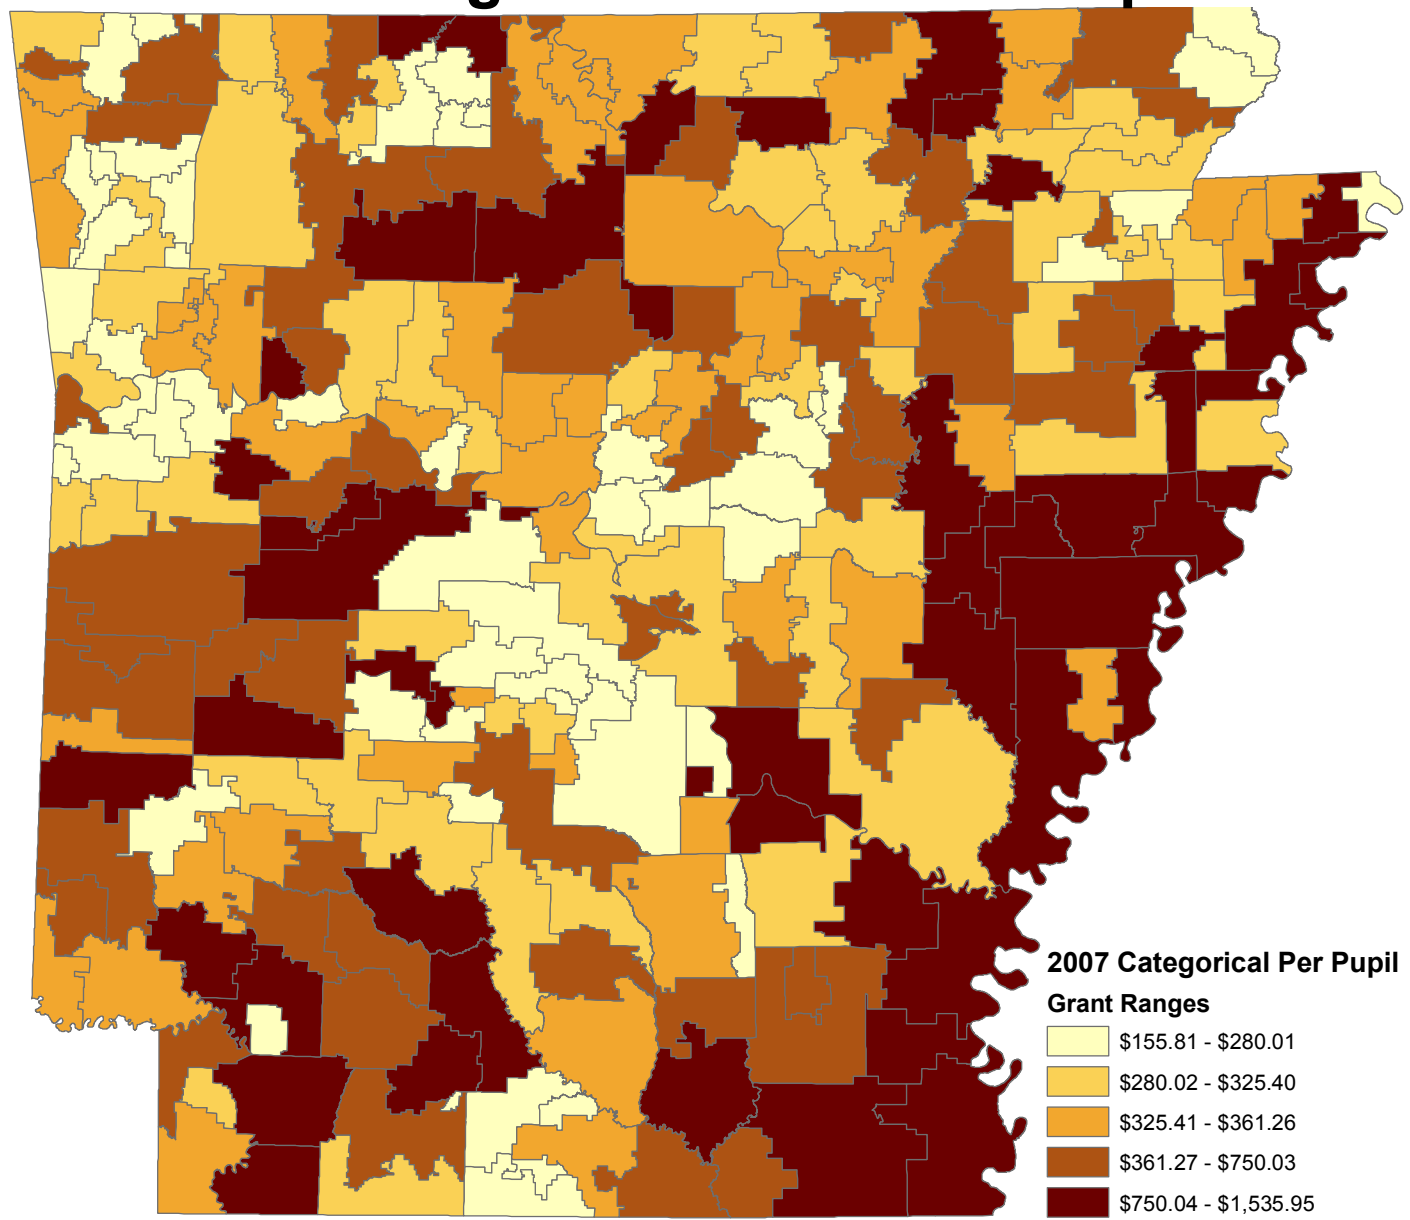 2007 Categorical Per Pupil
Grant Ranges
$155.81 - $280.01
$280.02 - $325.40
$325.41 - $361.26
$361.27 - $750.03
$750.04 - $1,535.95